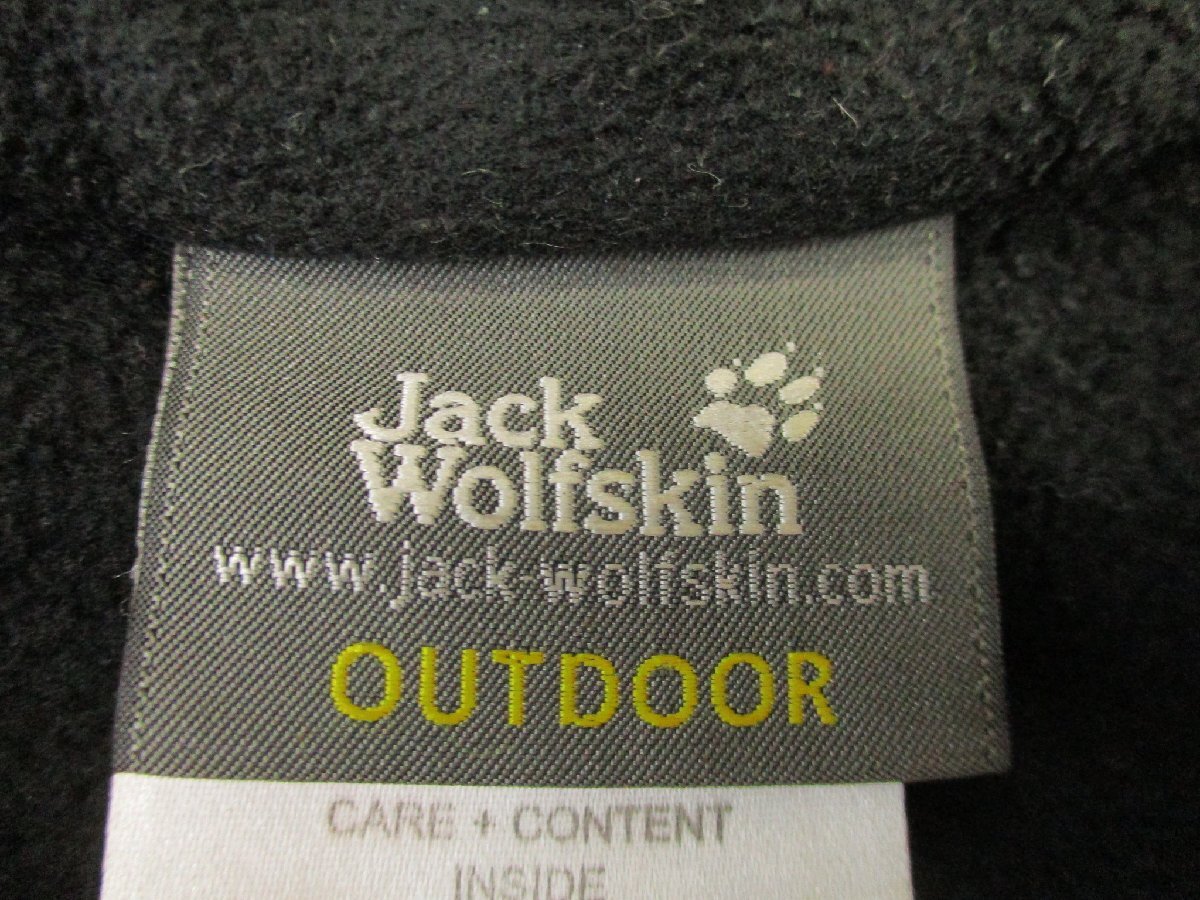 Jack
Wolfskin
www.jack-wolfskin.com
OUTDOOR
CARE + CONTENT
INSIDE